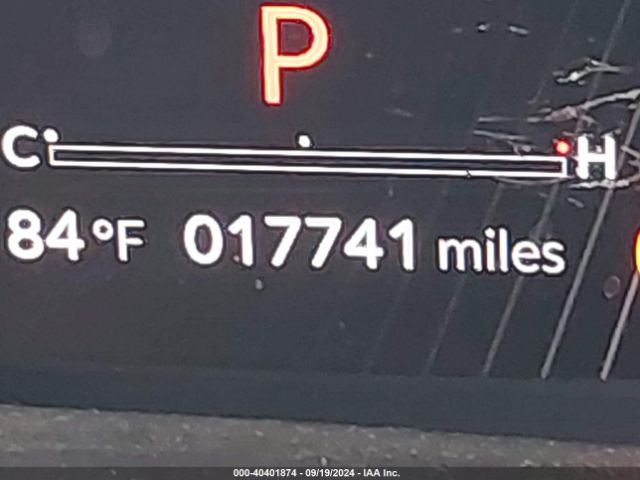 P
C H
84°F 017741 miles
000-40401874 - 09/19/2024 - IAA Inc.